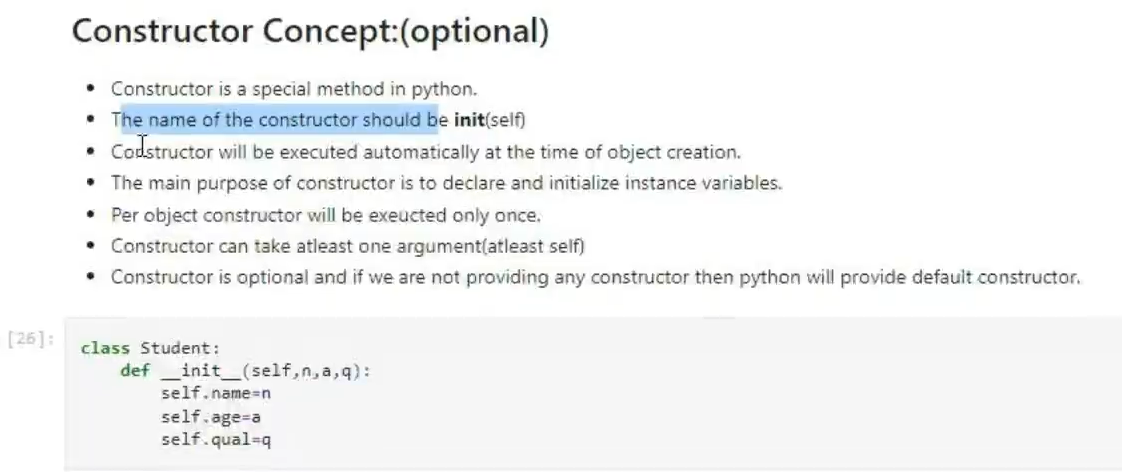 Constructor Concept:(optional)
• Constructor is a special method in python.
• The name of the constructor should be init(self)
• Constructor will be executed automatically at the time of object creation.
• The main purpose of constructor is to declare and initialize instance variables.
• Per object constructor will be exeucted only once.
• Constructor can take atleast one argument(atleast self)
• Constructor is optional and if we are not providing any constructor then python will provide default constructor.
[26]:
class Student:
    def __init__(self,n,a,q):
        self.name=n
        self.age=a
        self.qual=q